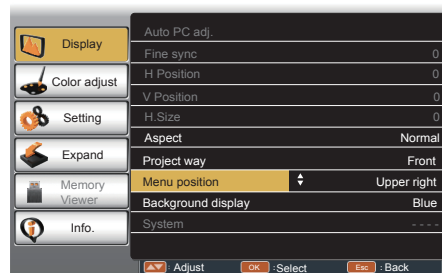 Display
Color adjust
Setting
Expand
Memory
Viewer
Info.
Auto PC adj.
Fine sync 0
H Position 0
V Position 0
H.Size 0
Aspect Normal
Project way Front
Menu position Upper right
Background display Blue
System - - - -
: Adjust OK :Select Esc : Back